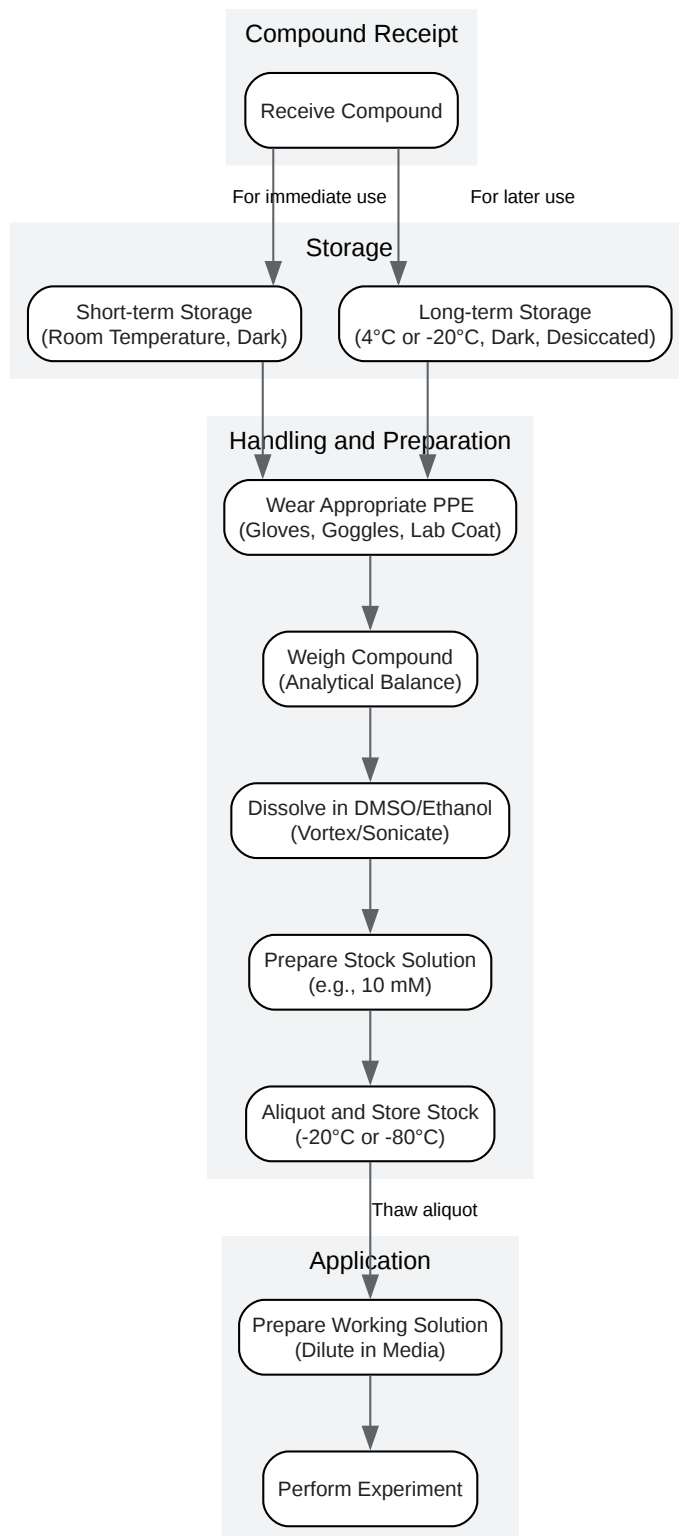 Compound Receipt
Receive Compound
For immediate use
For later use
Storage
Short-term Storage
(Room Temperature, Dark)
Long-term Storage
(4°C or -20°C, Dark, Desiccated)
Handling and Preparation
Wear Appropriate PPE
(Gloves, Goggles, Lab Coat)
Weigh Compound
(Analytical Balance)
Dissolve in DMSO/Ethanol
(Vortex/Sonicate)
Prepare Stock Solution
(e.g., 10 mM)
Aliquot and Store Stock
(-20°C or -80°C)
Thaw aliquot
Application
Prepare Working Solution
(Dilute in Media)
Perform Experiment